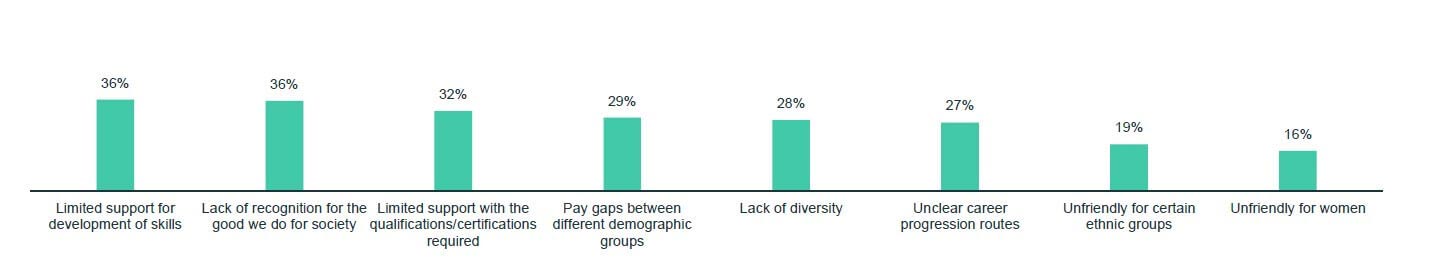 36%
36%
32%
29%
28%
27%
19%
16%
Limited support for
development of skills
Lack of recognition for the
good we do for society
Limited support with the
qualifications/certifications
required
Pay gaps between
different demographic
groups
Lack of diversity
Unclear career
progression routes
Unfriendly for certain
ethnic groups
Unfriendly for women